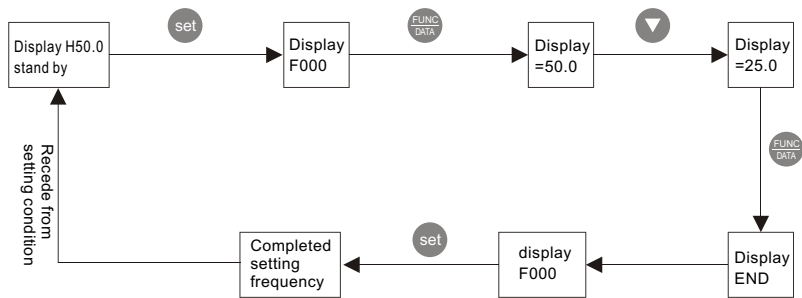 Display H50.0
stand by
set
Display
F000
FUNC
DATA
Display
=50.0
Display
=25.0
FUNC
DATA
Display
END
display
F000
set
Completed
setting
frequency
Recede from
setting condition